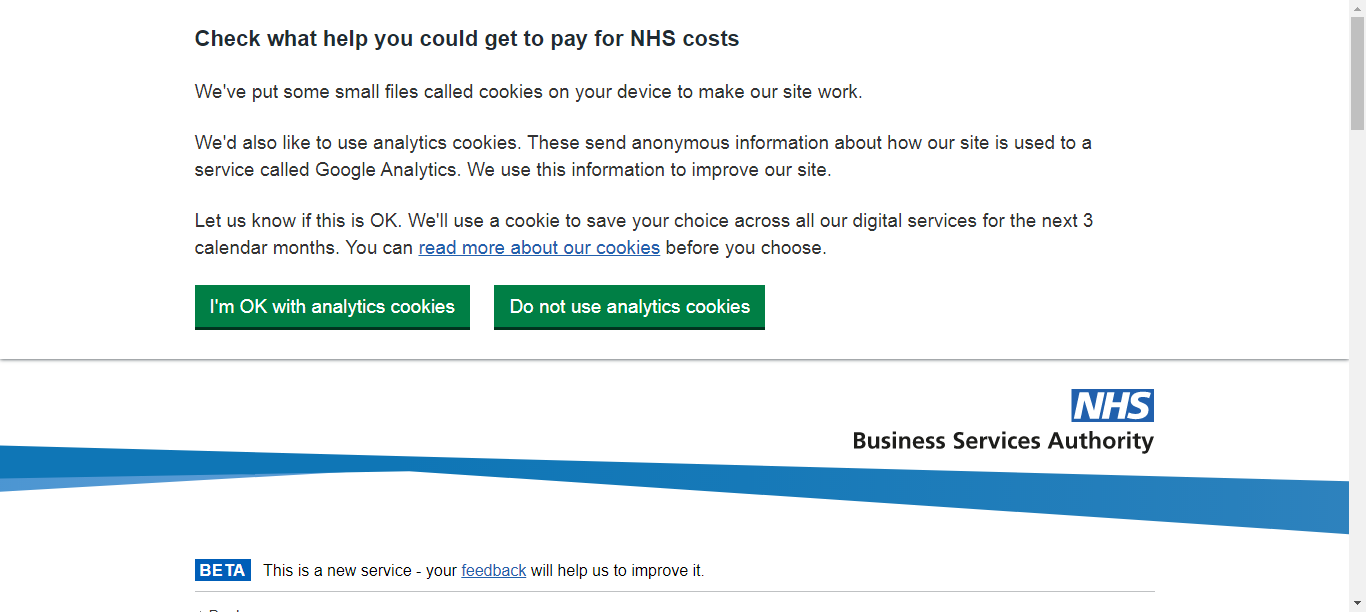 Check what help you could get to pay for NHS costs
We've put some small files called cookies on your device to make our site work.
We'd also like to use analytics cookies. These send anonymous information about how our site is used to a
service called Google Analytics. We use this information to improve our site.
Let us know if this is OK. We'll use a cookie to save your choice across all our digital services for the next 3
calendar months. You can read more about our cookies before you choose.
I'm OK with analytics cookies Do not use analytics cookies
NHS
Business Services Authority
BETA This is a new service - your feedback will help us to improve it.